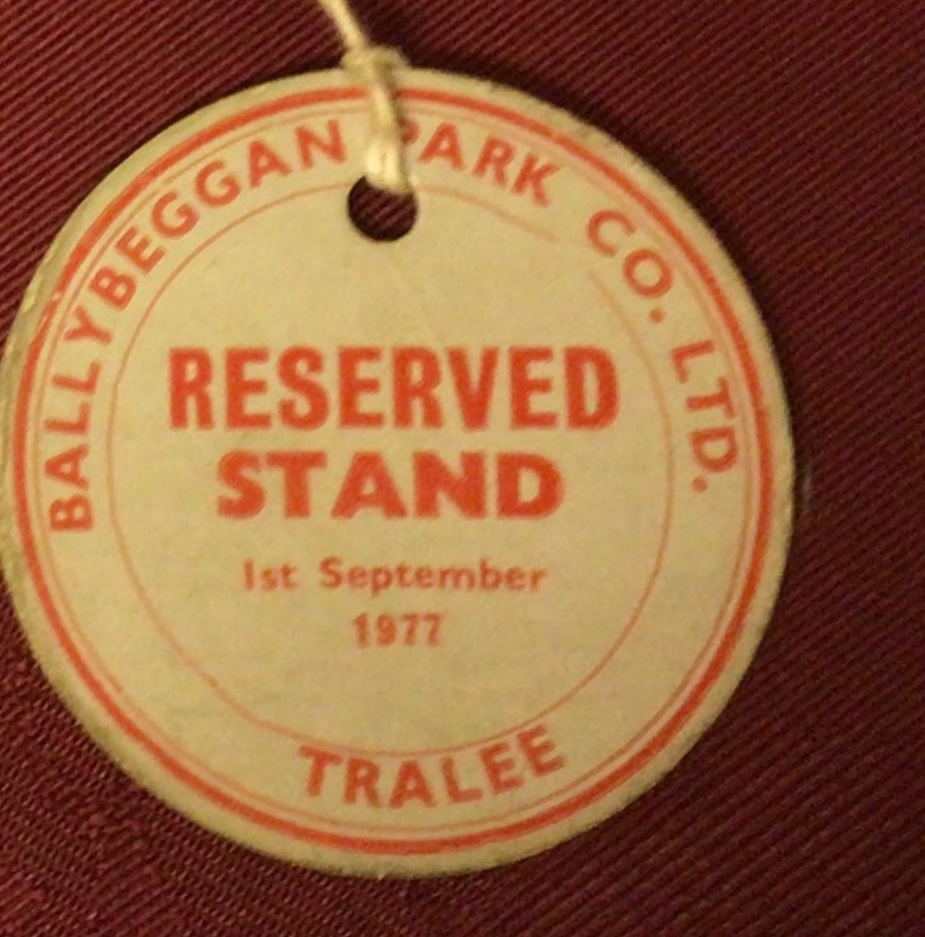 BALLYBEGGAN PARK CO. LTD.
RESERVED
STAND
1st September
1977
TRALEE